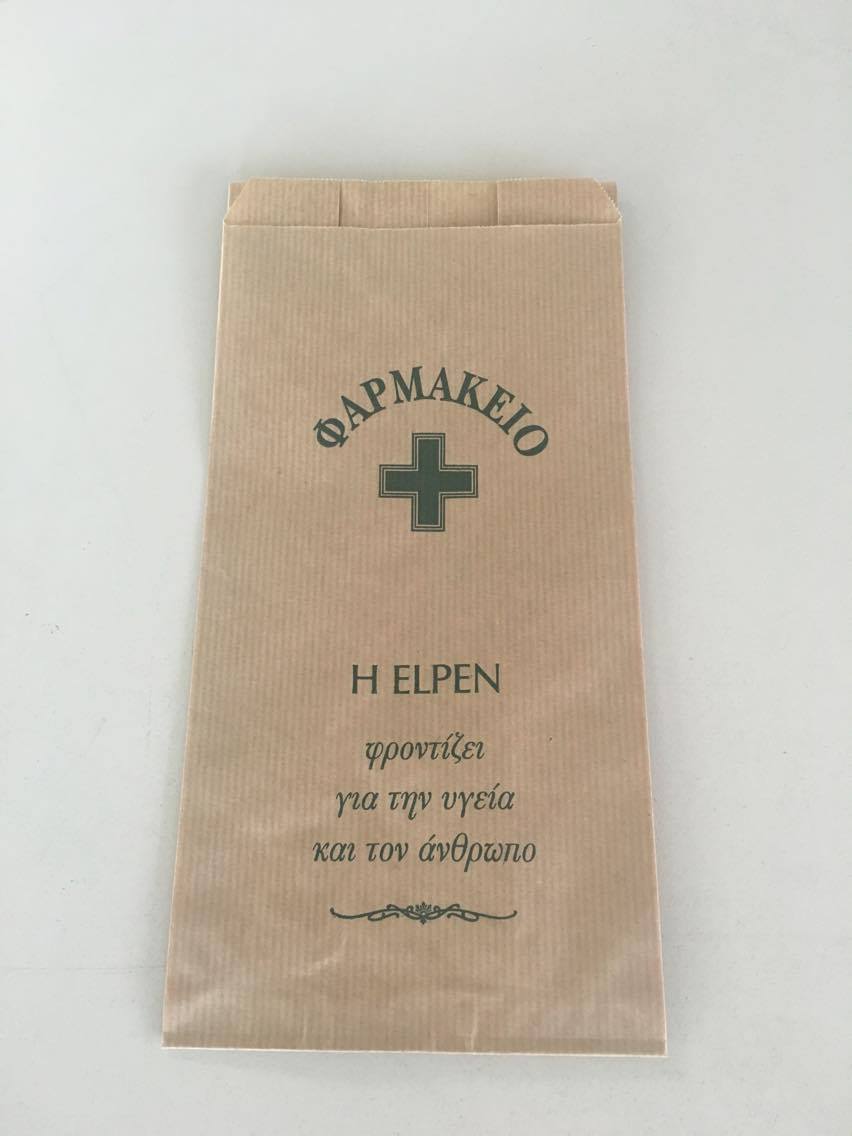 ΦΑΡΜΑΚΕΙΟ
Η ELPEN
φροντίζει
για την υγεία
και τον άνθρωπο